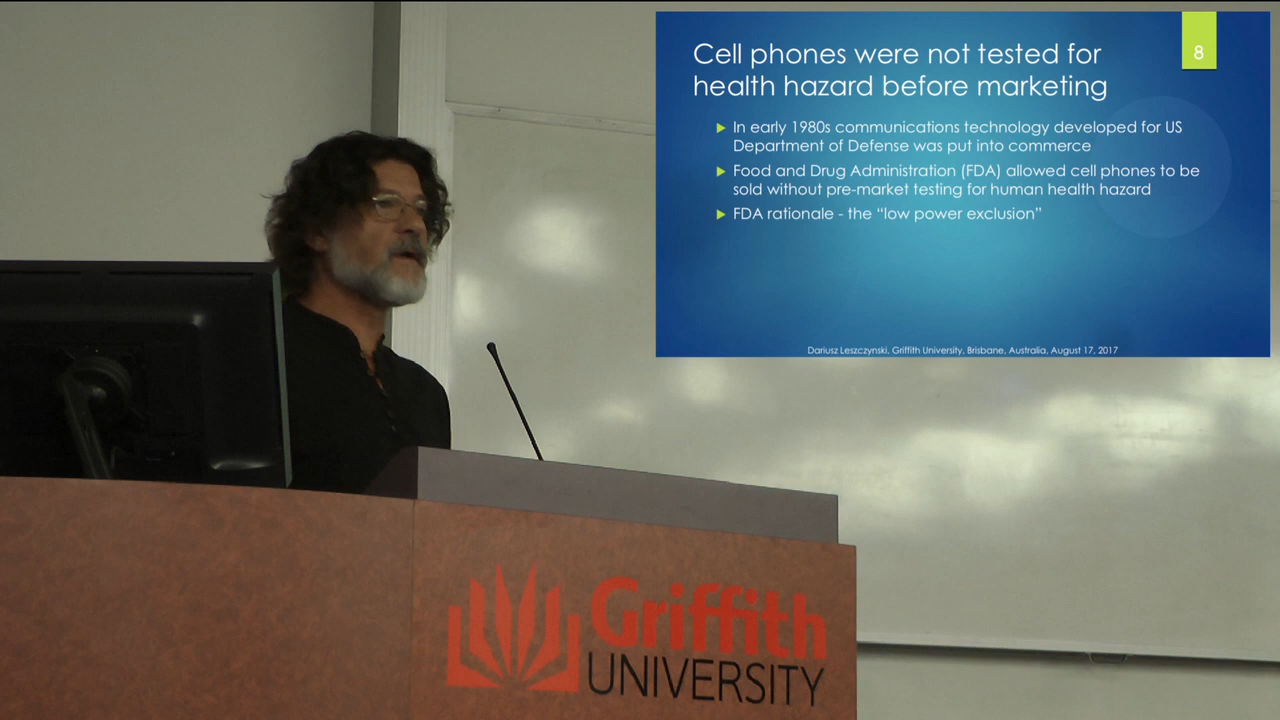 Cell phones were not tested for
health hazard before marketing
8
In early 1980s communications technology developed for US
Department of Defense was put into commerce
Food and Drug Administration (FDA) allowed cell phones to be
sold without pre-market testing for human health hazard
FDA rationale - the “low power exclusion”
Dariusz Leszczynski, Griffith University, Brisbane, Australia, August 17, 2017
Griffith
UNIVERSITY